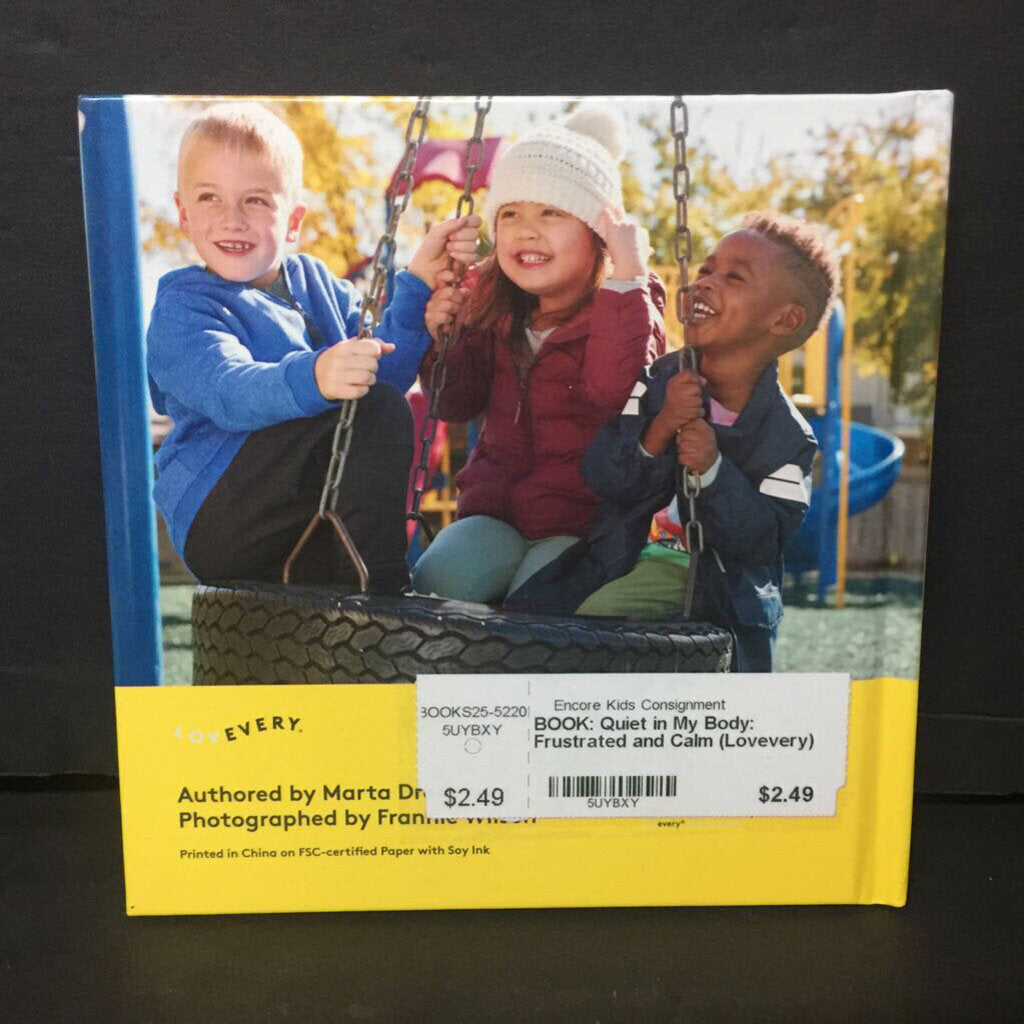 LOVEVERY
BOOKS25-5220
5UYBXY
$2.49
Encore Kids Consignment
BOOK: Quiet in My Body:
Frustrated and Calm (Lovevery)
5UYBXY
$2.49
Authored by Marta
Photographed by Frannie Wilson
every®
Printed in China on FSC-certified Paper with Soy Ink